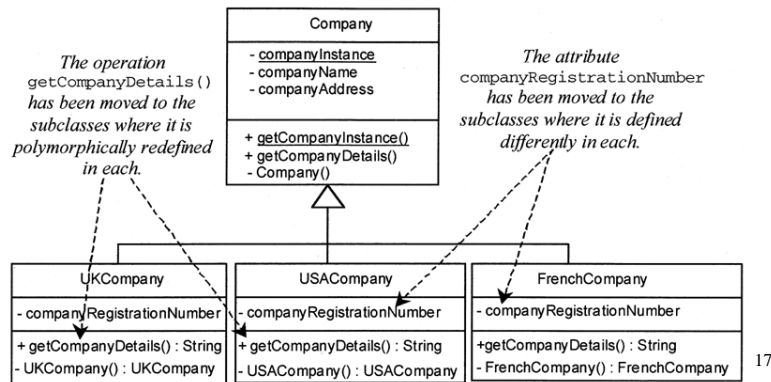 Company
- companyInstance
- companyName
- companyAddress
+ getCompanyInstance()
+ getCompanyDetails()
- Company()
The operation
getCompanyDetails()
has been moved to the
subclasses where it is
polymorphically redefined
in each.
The attribute
companyRegistrationNumber
has been moved to the
subclasses where it is defined
differently in each.
UKCompany
- companyRegistrationNumber
+ getCompanyDetails() : String
- UKCompany() : UKCompany
USACompany
- companyRegistrationNumber
+ getCompanyDetails() : String
- USACompany() : USACompany
FrenchCompany
- companyRegistrationNumber
+getCompanyDetails() : String
- FrenchCompany() : FrenchCompany
17